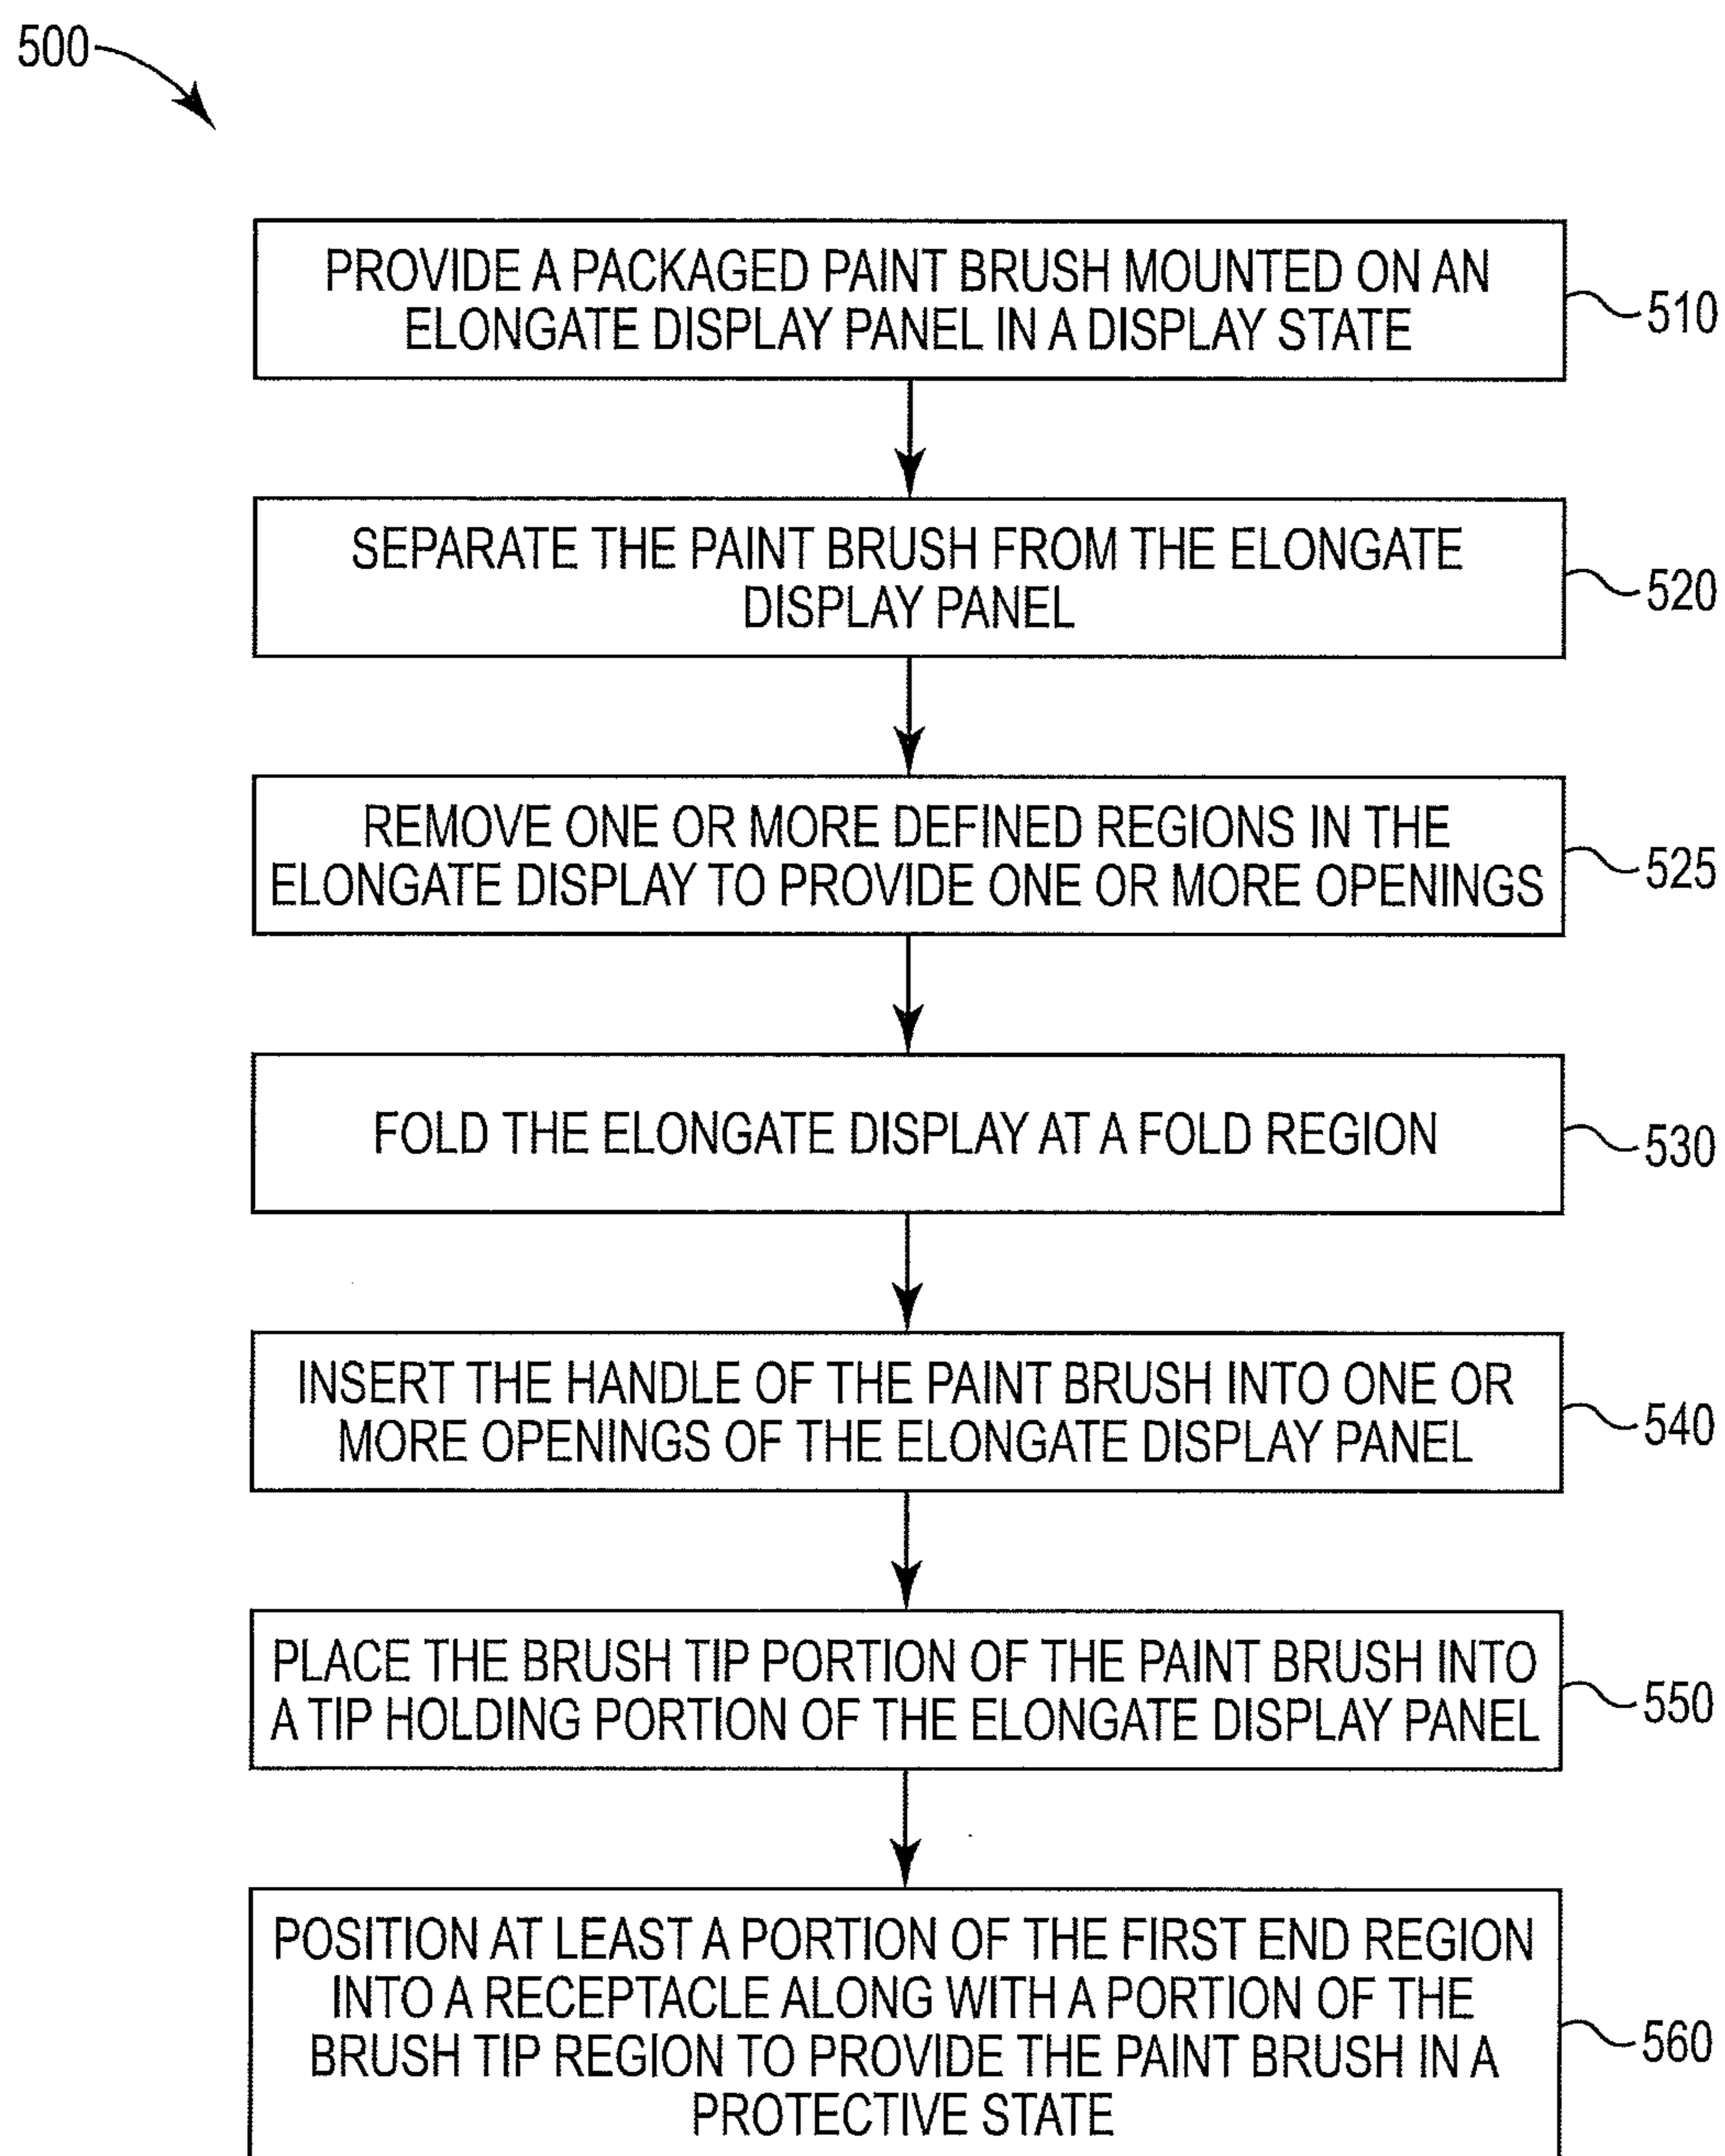 500
PROVIDE A PACKAGED PAINT BRUSH MOUNTED ON AN
ELONGATE DISPLAY PANEL IN A DISPLAY STATE
510
SEPARATE THE PAINT BRUSH FROM THE ELONGATE
DISPLAY PANEL
520
REMOVE ONE OR MORE DEFINED REGIONS IN THE
ELONGATE DISPLAY TO PROVIDE ONE OR MORE OPENINGS
525
FOLD THE ELONGATE DISPLAY AT A FOLD REGION
530
INSERT THE HANDLE OF THE PAINT BRUSH INTO ONE OR
MORE OPENINGS OF THE ELONGATE DISPLAY PANEL
540
PLACE THE BRUSH TIP PORTION OF THE PAINT BRUSH INTO
A TIP HOLDING PORTION OF THE ELONGATE DISPLAY PANEL
550
POSITION AT LEAST A PORTION OF THE FIRST END REGION
INTO A RECEPTACLE ALONG WITH A PORTION OF THE
BRUSH TIP REGION TO PROVIDE THE PAINT BRUSH IN A
PROTECTIVE STATE
560